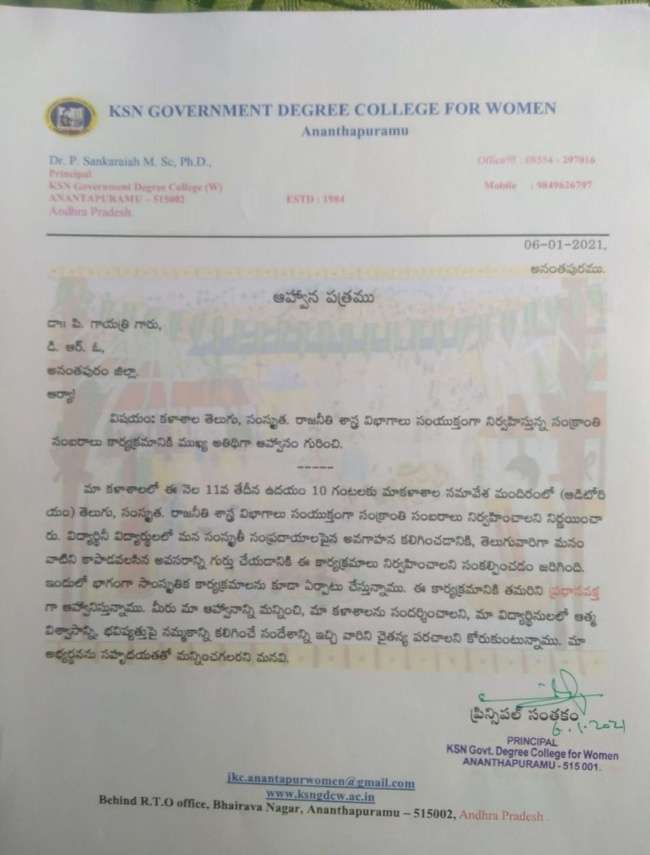 KSN GOVERNMENT DEGREE COLLEGE FOR WOMEN
Ananthapuramu
Dr. P. Sankaraiah M. Sc, Ph.D.,
Principal
KSN Government Degree College (W)
ANANTAPURAMU – 515002
Andhra Pradesh.
ESTD : 1984
Office : 08554 - 297016
Mobile : 9849626797
06-01-2021,
అనంతపురము.
ఆహ్వాన పత్రము
డా॥ పి. గాయత్రి గారు,
డి. ఆర్. ఓ,
అనంతపురం జిల్లా.
ఆర్యా!
విషయం: కళాశాల తెలుగు, సంస్కృత. రాజనీతి శాస్త్ర విభాగాలు సంయుక్తంగా నిర్వహిస్తున్న సంక్రాంతి
సంబరాలు కార్యక్రమానికి ముఖ్య అతిథిగా ఆహ్వానం గురించి.
-----
మా కళాశాలలో ఈ నెల 11వ తేదీన ఉదయం 10 గంటలకు మాకళాశాల సమావేశ మందిరంలో (ఆడిటోరి
యం) తెలుగు, సంస్కృత. రాజనీతి శాస్త్ర విభాగాలు సంయుక్తంగా సంక్రాంతి సంబరాలు నిర్వహించాలని నిర్ణయించా
రు. విద్యార్థినీ విద్యార్థులలో మన సంస్కృతీ సంప్రదాయాలపైన అవగాహన కలిగించడానికి, తెలుగువారిగా మనం
వాటిని కాపాడవలసిన అవసరాన్ని గుర్తు చేయడానికి ఈ కార్యక్రమాలు నిర్వహించాలని సంకల్పించడం జరిగింది.
ఇందులో భాగంగా సాంస్కృతిక కార్యక్రమాలను కూడా ఏర్పాటు చేస్తున్నాము. ఈ కార్యక్రమానికి తమరిని ప్రధానవక్త
గా ఆహ్వానిస్తున్నాము. మీరు మా ఆహ్వానాన్ని మన్నించి, మా కళాశాలను సందర్శించాలని, మా విద్యార్థినులలో ఆత్మ
విశ్వాసాన్ని, భవిష్యత్తుపై నమ్మకాన్ని కలిగించే సందేశాన్ని ఇచ్చి వారిని చైతన్య పరచాలని కోరుకుంటున్నాము. మా
అభ్యర్థనను సహృదయతతో మన్నించగలరని మనవి.
ప్రిన్సిపల్ సంతకం
6.1.2021
PRINCIPAL
KSN Govt. Degree College for Women
ANANTHAPURAMU - 515 001.
jkc.anantapurwomen@gmail.com
www.ksngdcw.ac.in
Behind R.T.O office, Bhairava Nagar, Ananthapuramu – 515002, Andhra Pradesh .